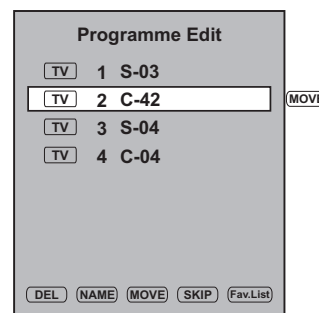 Programme Edit
TV 1 S-03
TV 2 C-42
MOVE
TV 3 S-04
TV 4 C-04
DEL NAME MOVE SKIP Fav.List